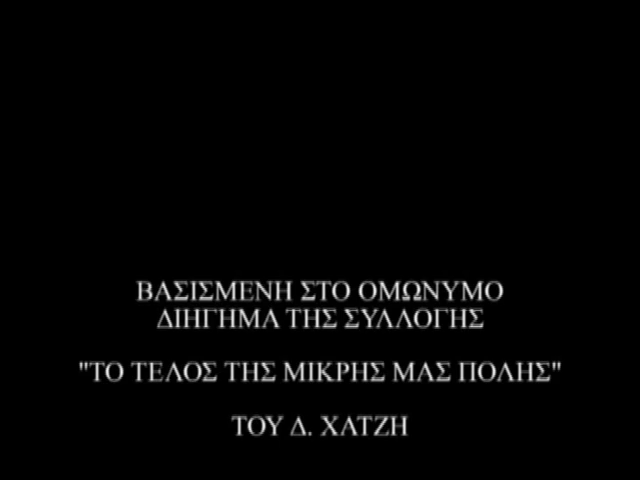 ΒΑΣΙΣΜΕΝΗ ΣΤΟ ΟΜΩΝΥΜΟ
ΔΙΗΓΗΜΑ ΤΗΣ ΣΥΛΛΟΓΗΣ
"ΤΟ ΤΕΛΟΣ ΤΗΣ ΜΙΚΡΗΣ ΜΑΣ ΠΟΛΗΣ"
ΤΟΥ Δ. ΧΑΤΖΗ